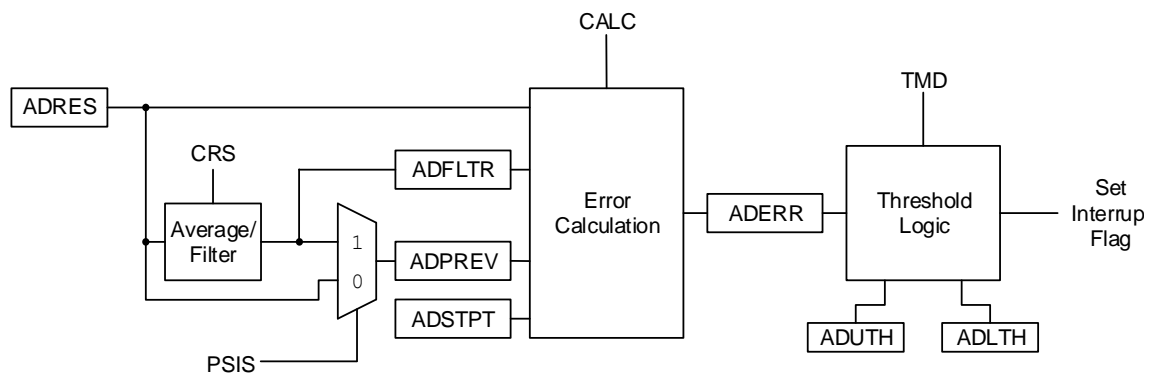 CALC
ADRES
TMD
CRS
ADFLTR
Average/
Filter
1
0
ADPREV
ADSTPT
PSIS
Error
Calculation
ADERR
Threshold
Logic
Set
Interrup
Flag
ADUTH
ADLTH